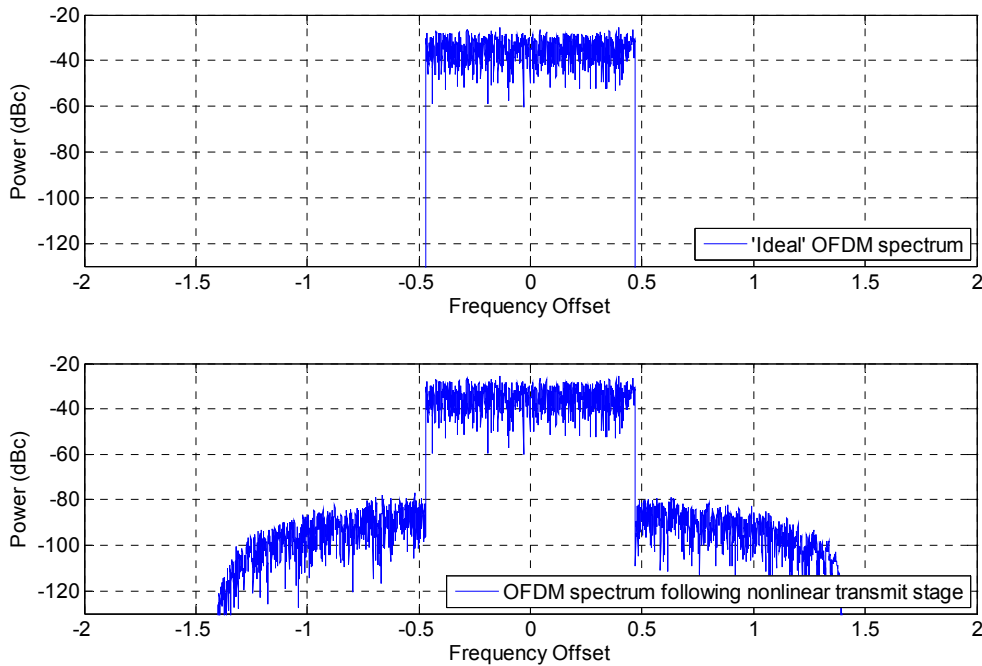 -20
-40
-60
-80
-100
-120
Power (dBc)
'Ideal' OFDM spectrum
-2 -1.5 -1 -0.5 0 0.5 1 1.5 2
Frequency Offset
-20
-40
-60
-80
-100
-120
Power (dBc)
OFDM spectrum following nonlinear transmit stage
-2 -1.5 -1 -0.5 0 0.5 1 1.5 2
Frequency Offset